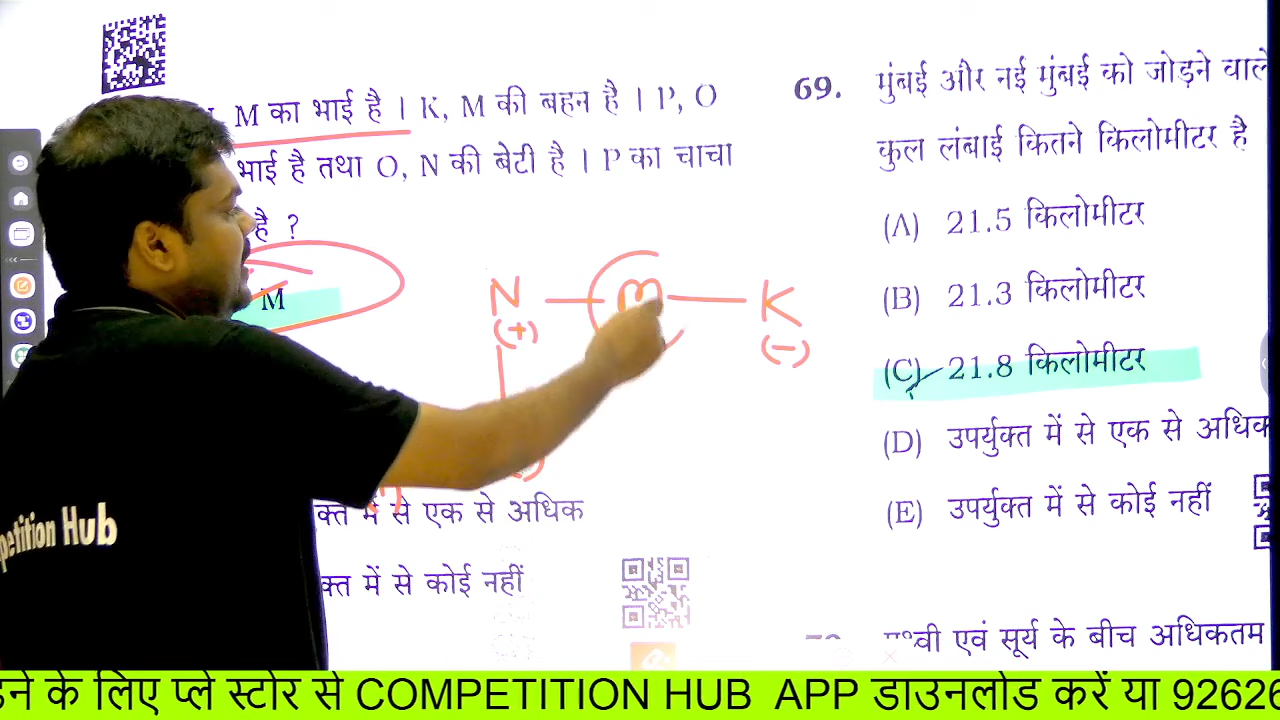 M का भाई है । K, M की बहन है । P, O
भाई है तथा O, N की बेटी है । P का चाचा
है ?
M
N — M — K
(+)
(-)
क्त में से एक से अधिक
क्त में से कोई नहीं
69. मुंबई और नई मुंबई को जोड़ने वाले
कुल लंबाई कितने किलोमीटर है
(A) 21.5 किलोमीटर
(B) 21.3 किलोमीटर
(C) 21.8 किलोमीटर
(D) उपर्युक्त में से एक से अधिक
(E) उपर्युक्त में से कोई नहीं
एवं सूर्य के बीच अधिकतम
petition Hub
के लिए प्ले स्टोर से COMPETITION HUB APP डाउनलोड करें या 92626